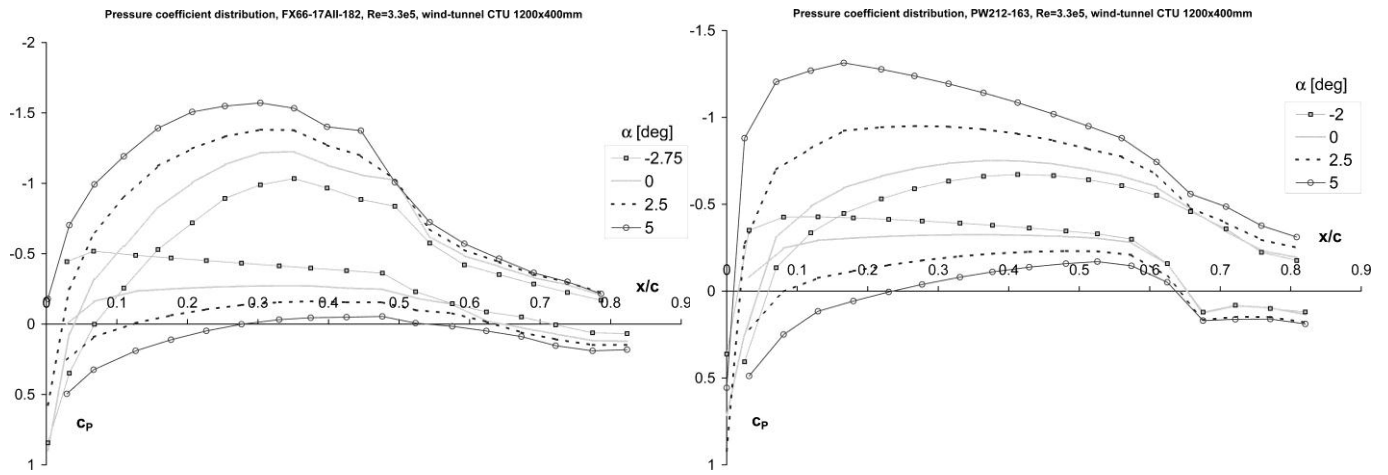 Pressure coefficient distribution, FX66-17AII-182, Re=3.3e5, wind-tunnel CTU 1200x400mm
-2
-1.5
-1
-0.5
0
0.5
1
0 0.1 0.2 0.3 0.4 0.5 0.6 0.7 0.8 0.9
x/c
cP
α [deg]
-2.75
0
2.5
5
Pressure coefficient distribution, PW212-163, Re=3.3e5, wind-tunnel CTU 1200x400mm
-1.5
-1
-0.5
0
0.5
1
0 0.1 0.2 0.3 0.4 0.5 0.6 0.7 0.8 0.9
x/c
cP
α [deg]
-2
0
2.5
5